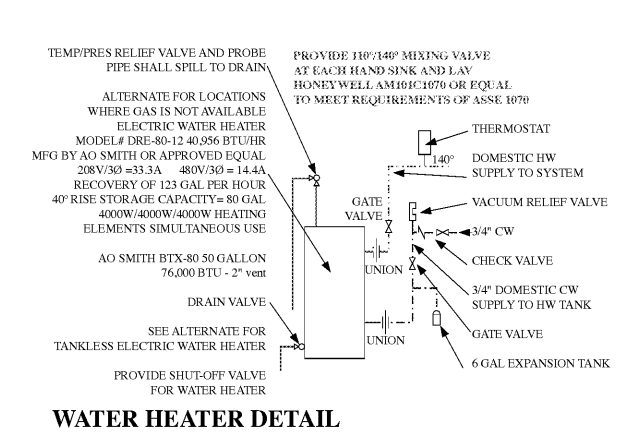 TEMP/PRES RELIEF VALVE AND PROBE
PIPE SHALL SPILL TO DRAIN
PROVIDE 110°/140° MIXING VALVE
AT EACH HAND SINK AND LAV
HONEYWELL AM101C1070 OR EQUAL
TO MEET REQUIREMENTS OF ASSE 1070
ALTERNATE FOR LOCATIONS
WHERE GAS IS NOT AVAILABLE
ELECTRIC WATER HEATER
MODEL# DRE-80-12 40,956 BTU/HR
MFG BY AO SMITH OR APPROVED EQUAL
208V/3Ø =33.3A 480V/3Ø = 14.4A
RECOVERY OF 123 GAL PER HOUR
40° RISE STORAGE CAPACITY= 80 GAL
4000W/4000W/4000W HEATING
ELEMENTS SIMULTANEOUS USE
AO SMITH BTX-80 50 GALLON
76,000 BTU - 2" vent
DRAIN VALVE
SEE ALTERNATE FOR
TANKLESS ELECTRIC WATER HEATER
PROVIDE SHUT-OFF VALVE
FOR WATER HEATER
THERMOSTAT
140°
DOMESTIC HW
SUPPLY TO SYSTEM
GATE
VALVE
VACUUM RELIEF VALVE
3/4" CW
CHECK VALVE
UNION
3/4" DOMESTIC CW
SUPPLY TO HW TANK
GATE VALVE
UNION
6 GAL EXPANSION TANK
WATER HEATER DETAIL